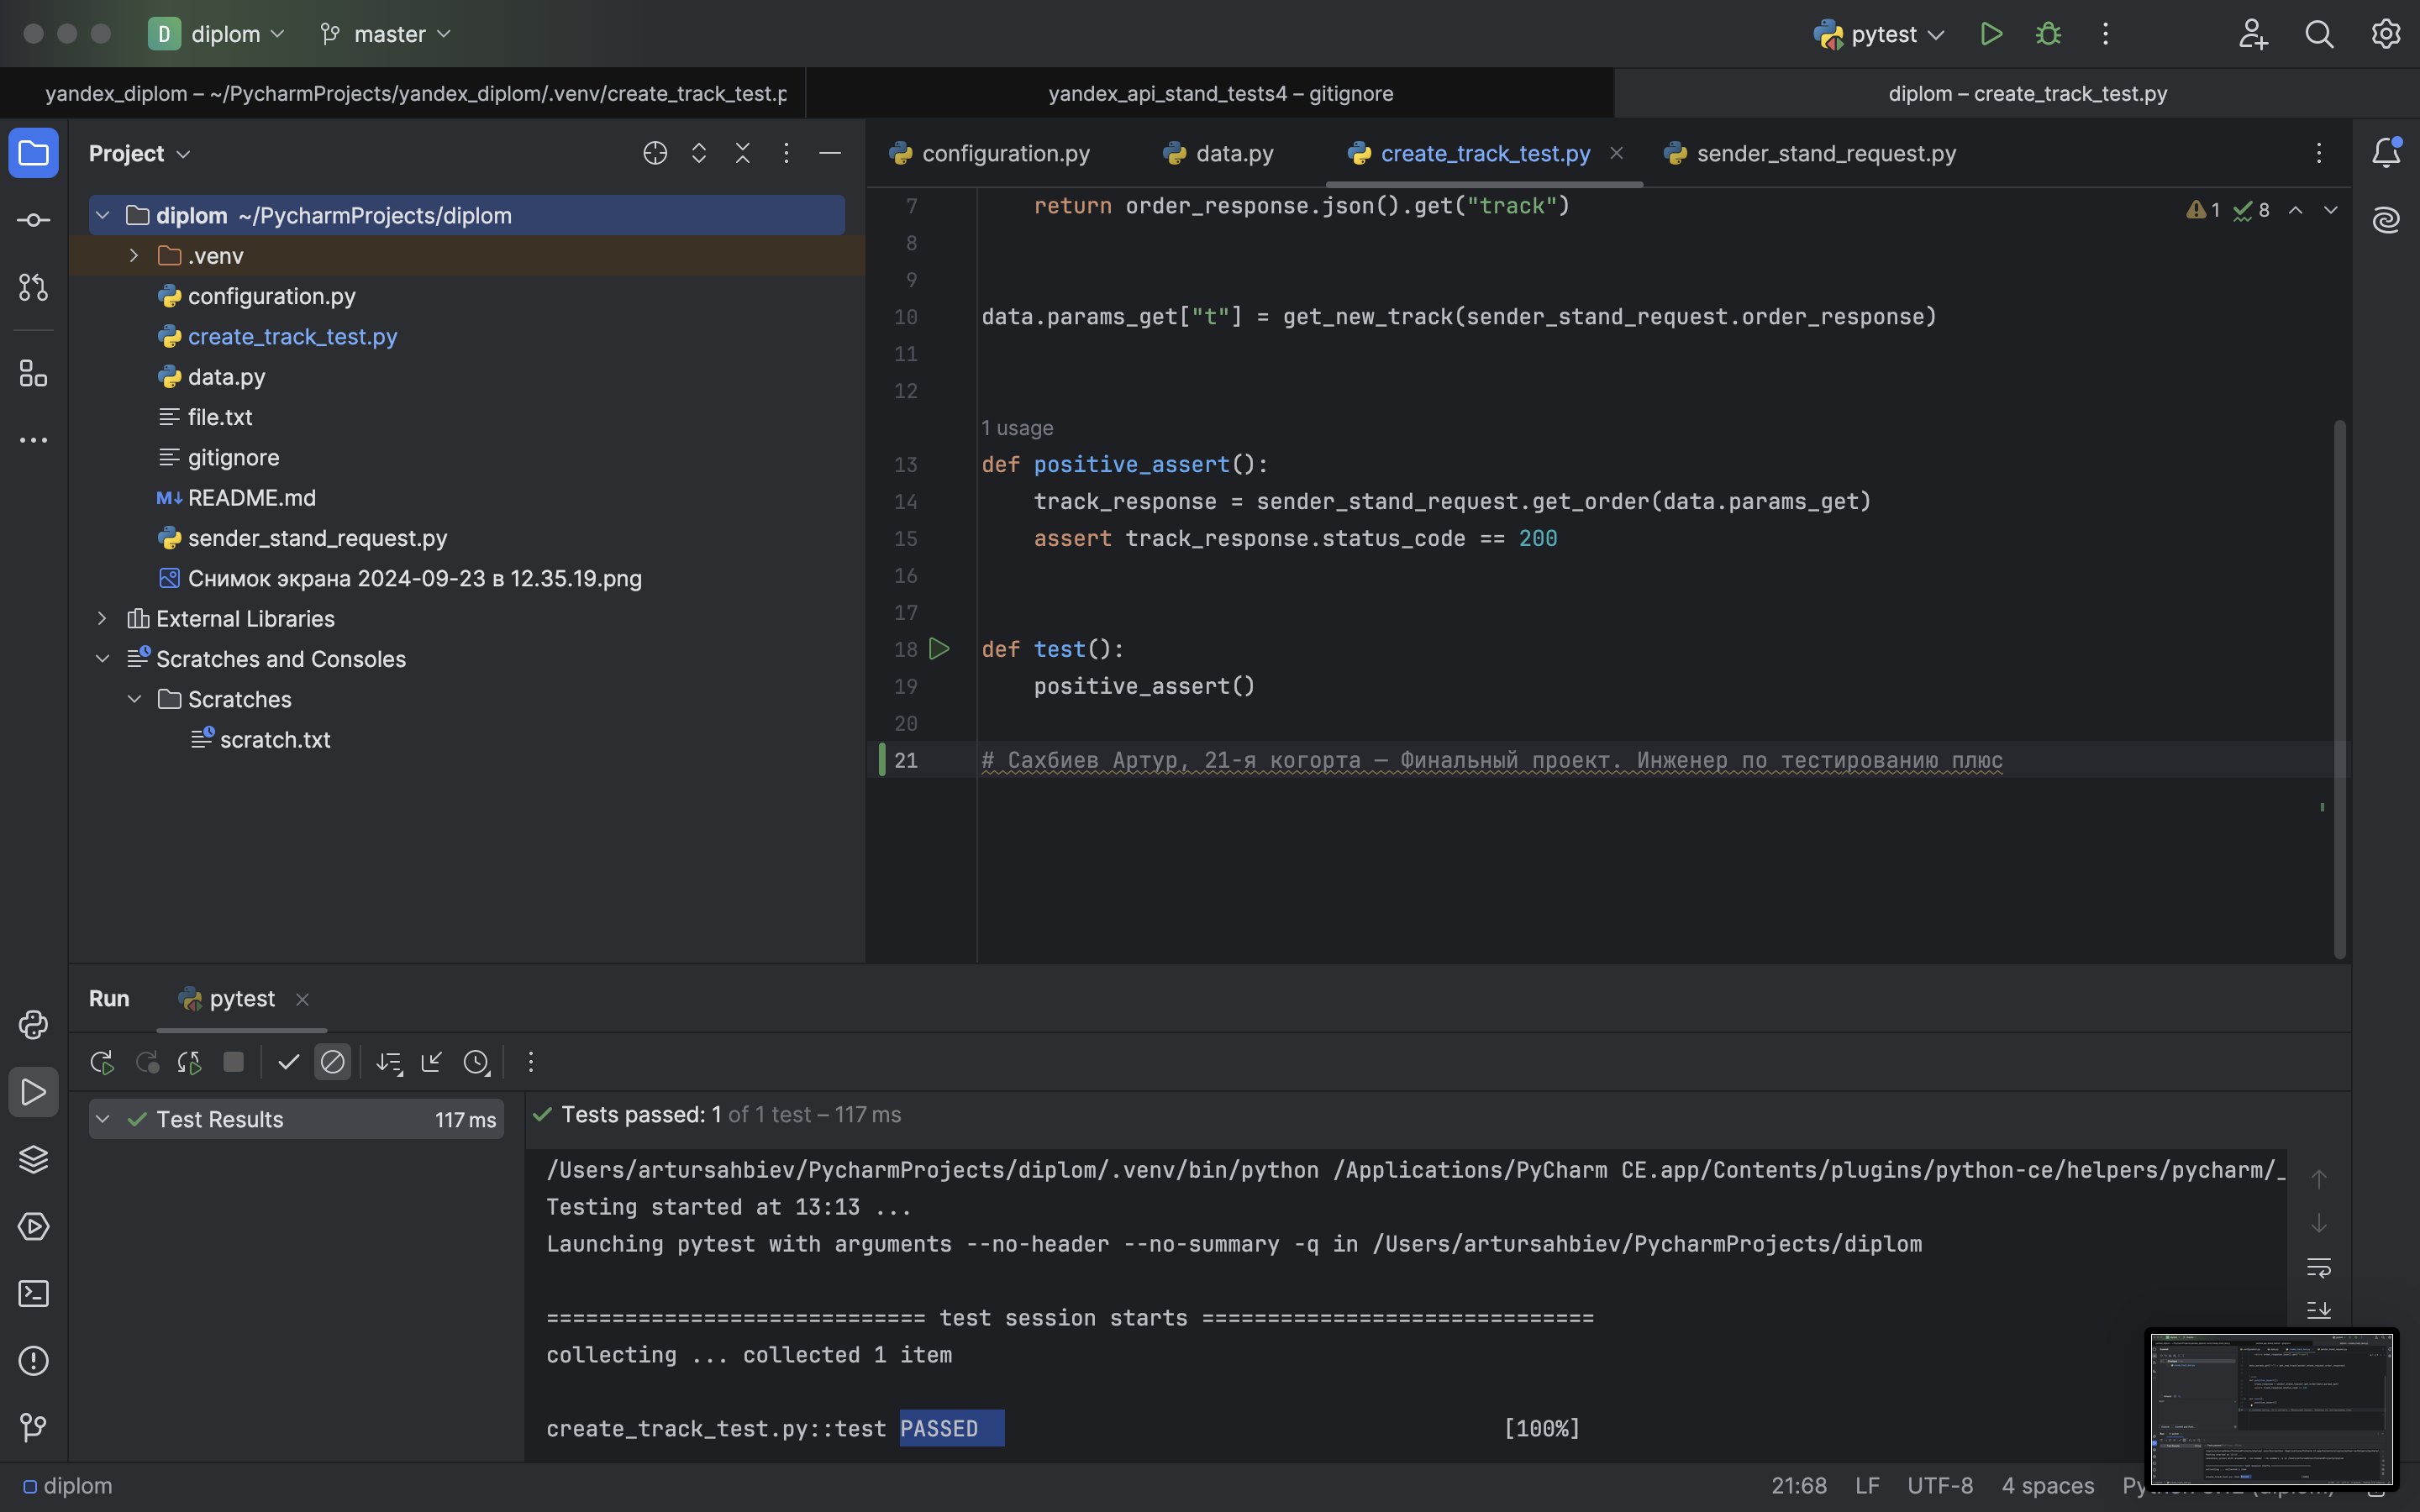 D diplom master pytest
yandex_diplom – ~/PycharmProjects/yandex_diplom/.venv/create_track_test.p
yandex_api_stand_tests4 – gitignore
diplom – create_track_test.py
Project
diplom ~/PycharmProjects/diplom
.venv
configuration.py
create_track_test.py
data.py
file.txt
gitignore
README.md
sender_stand_request.py
Снимок экрана 2024-09-23 в 12.35.19.png
External Libraries
Scratches and Consoles
Scratches
scratch.txt
configuration.py data.py create_track_test.py sender_stand_request.py
1 8
7 return order_response.json().get("track")
8
9
10 data.params_get["t"] = get_new_track(sender_stand_request.order_response)
11
12
1 usage
13 def positive_assert():
14 track_response = sender_stand_request.get_order(data.params_get)
15 assert track_response.status_code == 200
16
17
18 def test():
19 positive_assert()
20
21 # Сахбиев Артур, 21-я когорта — Финальный проект. Инженер по тестированию плюс
Run pytest
Test Results 117 ms
Tests passed: 1 of 1 test – 117 ms
/Users/artursahbiev/PycharmProjects/diplom/.venv/bin/python /Applications/PyCharm CE.app/Contents/plugins/python-ce/helpers/pycharm/_
Testing started at 13:13 ...
Launching pytest with arguments --no-header --no-summary -q in /Users/artursahbiev/PycharmProjects/diplom
============================= test session starts ==============================
collecting ... collected 1 item
create_track_test.py::test PASSED [100%]
diplom
21:68 LF UTF-8 4 spaces